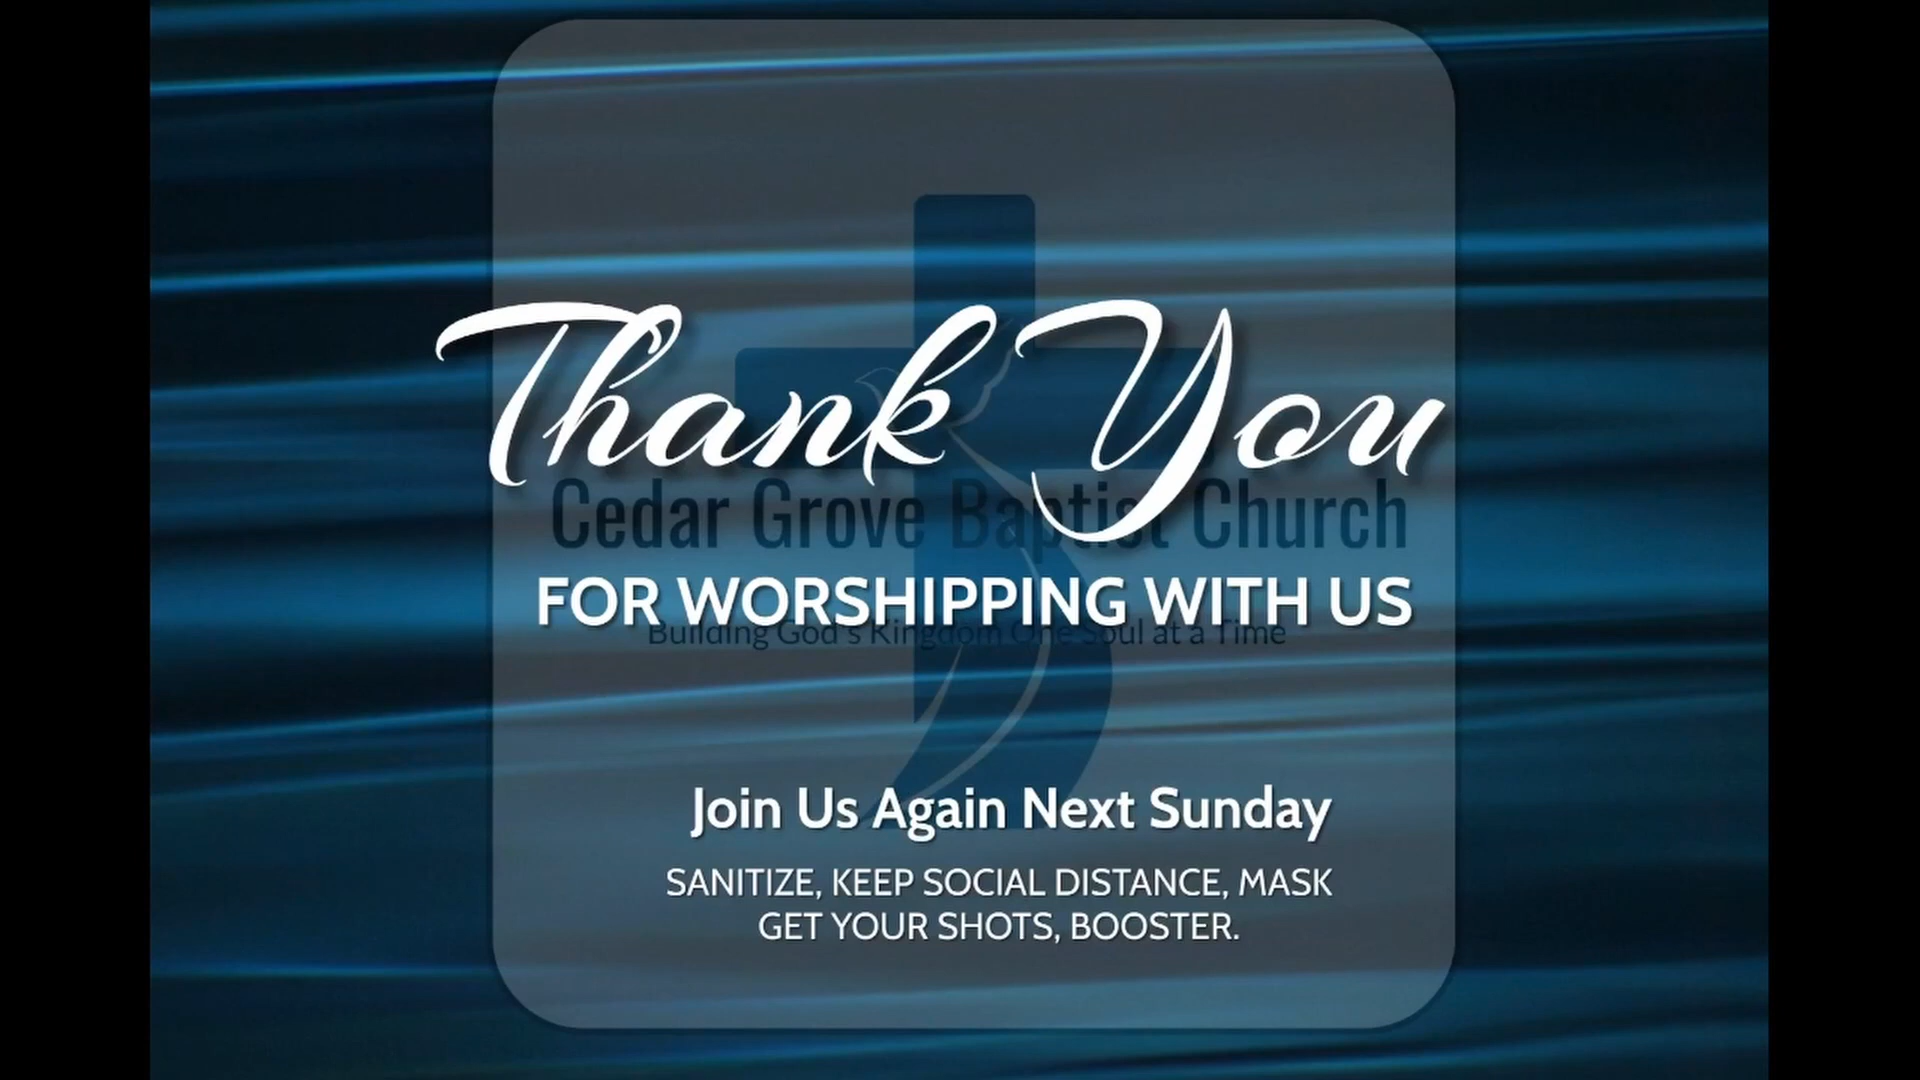 Thank You
Cedar Grove Baptist Church
FOR WORSHIPPING WITH US
Building God's Kingdom One Soul at a Time
Join Us Again Next Sunday
SANITIZE, KEEP SOCIAL DISTANCE, MASK
GET YOUR SHOTS, BOOSTER.